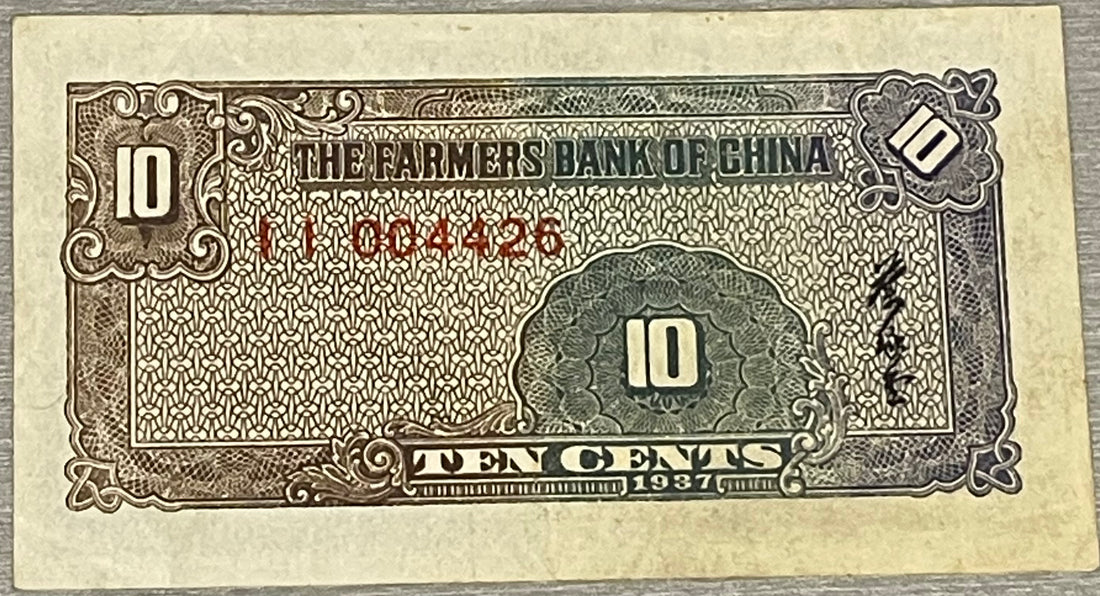 10
10
THE FARMERS BANK OF CHINA
I I 004426
10
TEN CENTS
1937